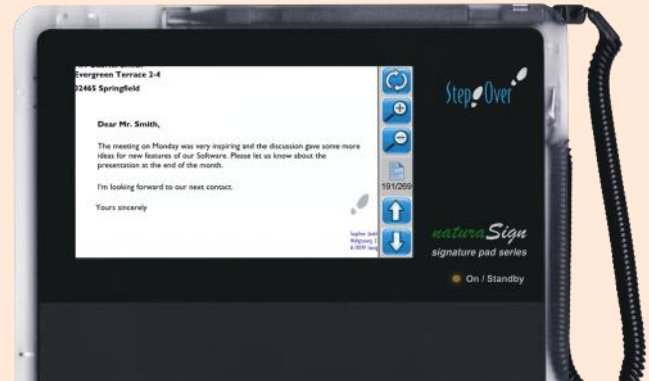 Evergreen Terrace 2-4
02465 Springfield
Dear Mr. Smith,
The meeting on Monday was very inspiring and the discussion gave some more
ideas for new features of our Software. Please let us know about the
presentation at the end of the month.
I'm looking forward to our next contact.
Yours sincerely
191/269
StepOver
naturaSign
signature pad series
On / Standby